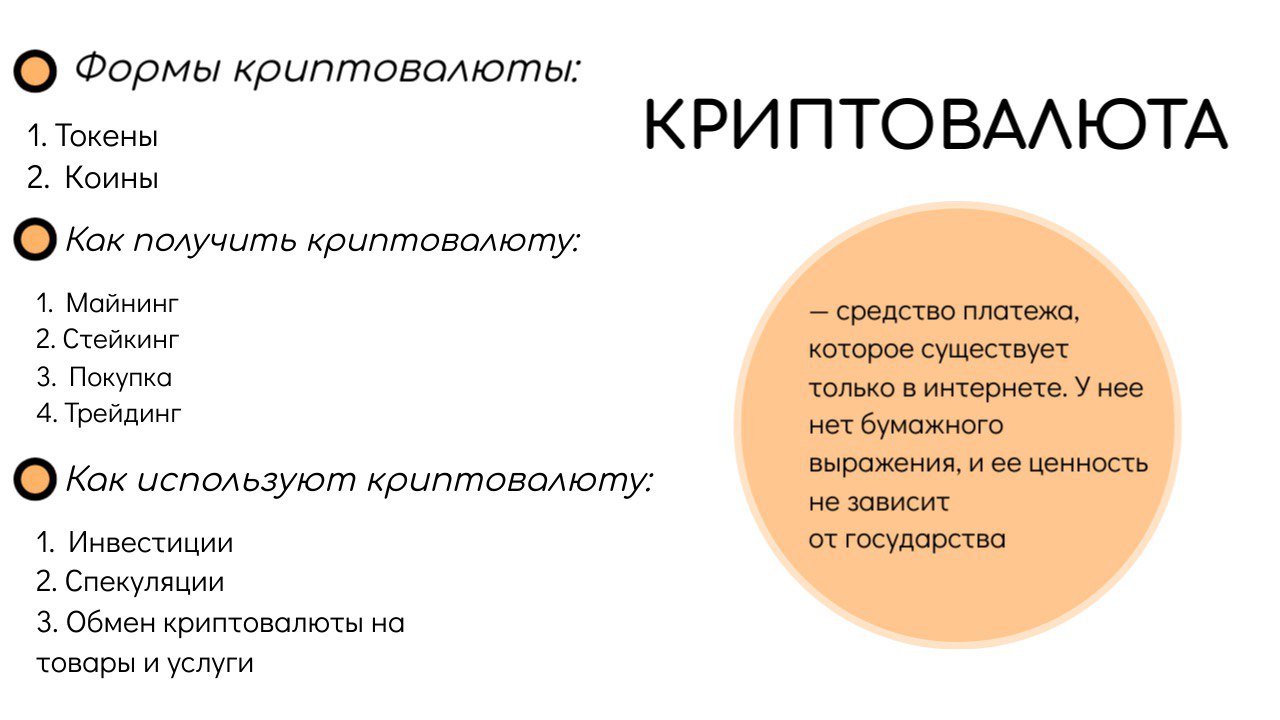 Формы криптовалюты:
1. Токены
2. Коины
Как получить криптовалюту:
1. Майнинг
2. Стейкинг
3. Покупка
4. Трейдинг
Как используют криптовалюту:
1. Инвестиции
2. Спекуляции
3. Обмен криптовалюты на
товары и услуги
КРИПТОВАЛЮТА
— средство платежа,
которое существует
только в интернете. У нее
нет бумажного
выражения, и ее ценность
не зависит
от государства